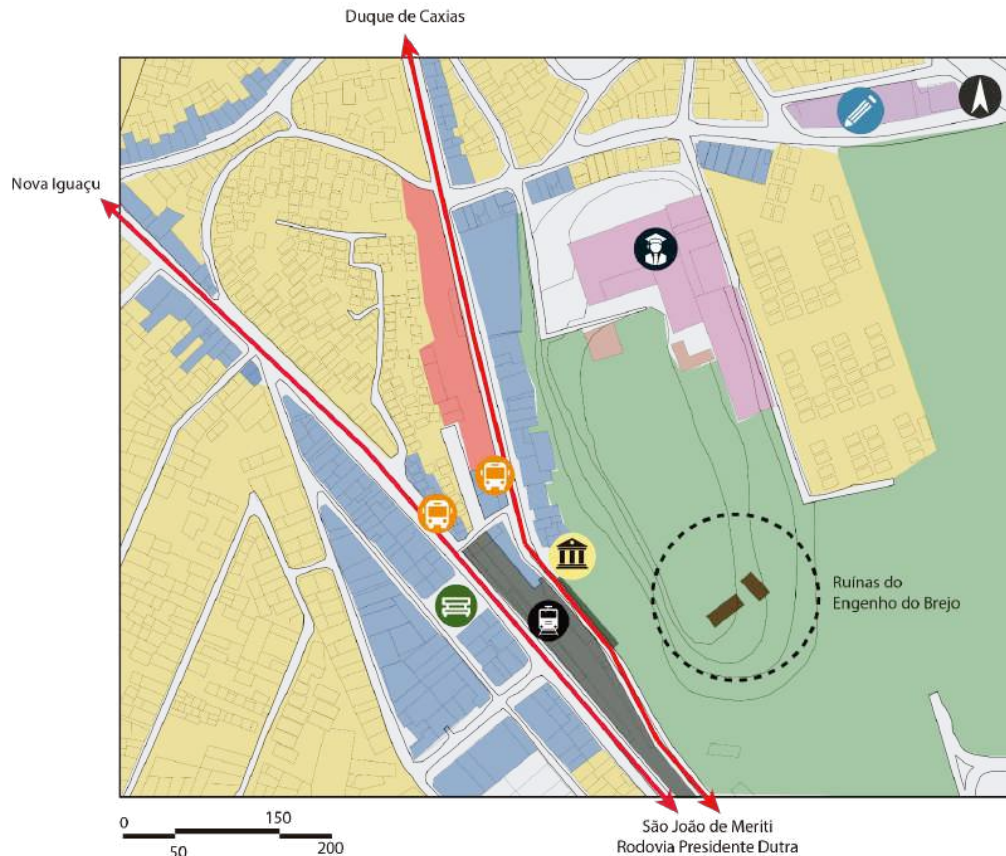 Duque de Caxias
Nova Iguaçu
Ruínas do
Engenho do Brejo
0
150
50
200
São João de Meriti
Rodovia Presidente Dutra